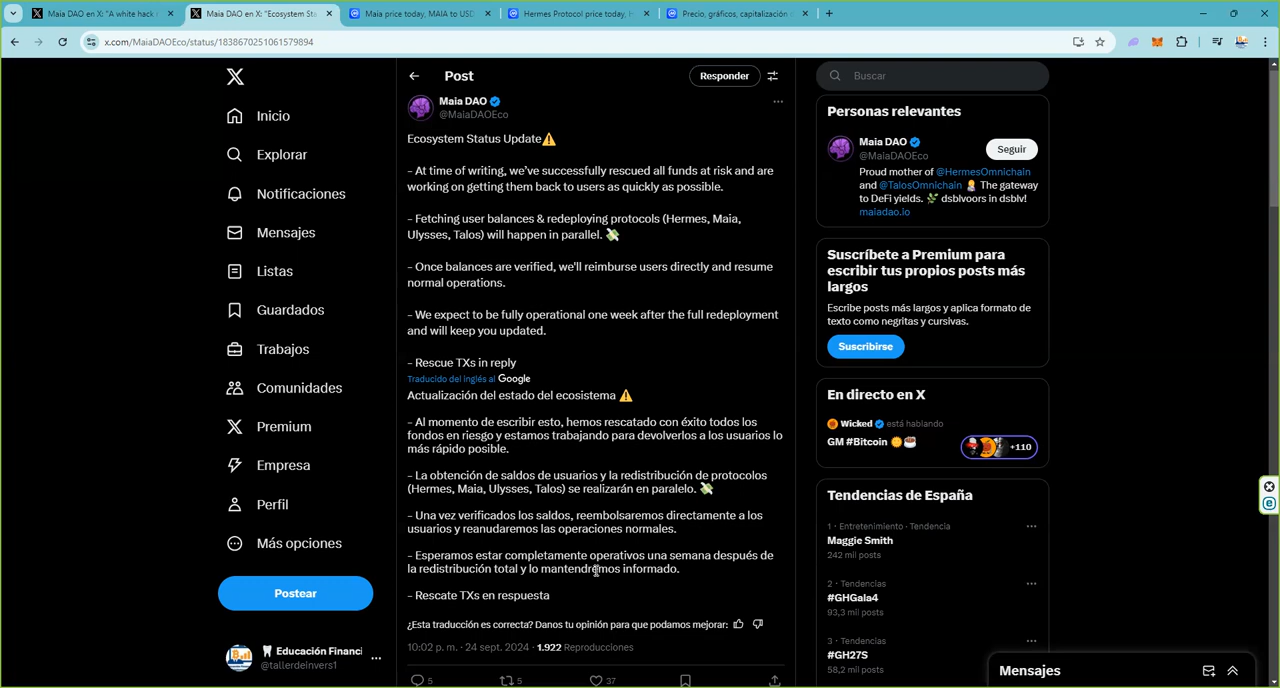 Maia DAO en X: "A white hack
Maia DAO en X: "Ecosystem Sta
Maia price today, MAIA to USD
Hermes Protocol price today, H
Precio, gráficos, capitalización
x.com/MaiaDAOEco/status/1838670251061579894
Inicio
Explorar
Notificaciones
Mensajes
Listas
Guardados
Trabajos
Comunidades
Premium
Empresa
Perfil
Más opciones
Postear
Educación Financi
@tallerdeinvers1
Post
Responder
Maia DAO
@MaiaDAOEco
Ecosystem Status Update⚠️
- At time of writing, we've successfully rescued all funds at risk and are
working on getting them back to users as quickly as possible.
- Fetching user balances & redeploying protocols (Hermes, Maia,
Ulysses, Talos) will happen in parallel. 💸
- Once balances are verified, we'll reimburse users directly and resume
normal operations.
- We expect to be fully operational one week after the full redeployment
and will keep you updated.
- Rescue TXs in reply
Traducido del inglés al Google
Actualización del estado del ecosistema ⚠️
- Al momento de escribir esto, hemos rescatado con éxito todos los
fondos en riesgo y estamos trabajando para devolverlos a los usuarios lo
más rápido posible.
- La obtención de saldos de usuarios y la redistribución de protocolos
(Hermes, Maia, Ulysses, Talos) se realizarán en paralelo. 💸
- Una vez verificados los saldos, reembolsaremos directamente a los
usuarios y reanudaremos las operaciones normales.
- Esperamos estar completamente operativos una semana después de
la redistribución total y lo mantendremos informado.
- Rescate TXs en respuesta
¿Esta traducción es correcta? Danos tu opinión para que podamos mejorar:
10:02 p. m. · 24 sept. 2024 · 1.922 Reproducciones
5
5
37
Buscar
Personas relevantes
Maia DAO
@MaiaDAOEco
Seguir
Proud mother of @HermesOmnichain
and @TalosOmnichain 🤱 The gateway
to DeFi yields. 🌿 dsblvoors in dsblv!
maiadao.io
Suscríbete a Premium para
escribir tus propios posts más
largos
Escribe posts más largos y aplica formato de
texto como negritas y cursivas.
Suscribirse
En directo en X
Wicked está hablando
GM #Bitcoin 🌞☕
+110
Tendencias de España
1 · Entretenimiento · Tendencia
Maggie Smith
242 mil posts
2 · Tendencias
#GHGala4
93,3 mil posts
3 · Tendencias
#GH27S
58,2 mil posts
Mensajes